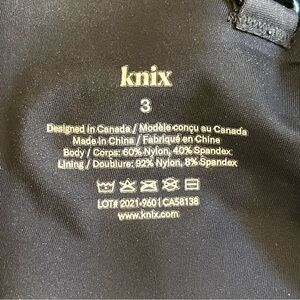 knix
3
Designed in Canada / Modèle conçu au Canada
Made in China / Fabriqué en Chine
Body / Corps: 60% Nylon, 40% Spandex
Lining / Doublure: 92% Nylon, 8% Spandex
LOT# 2021-960 | CA58138
www.knix.com